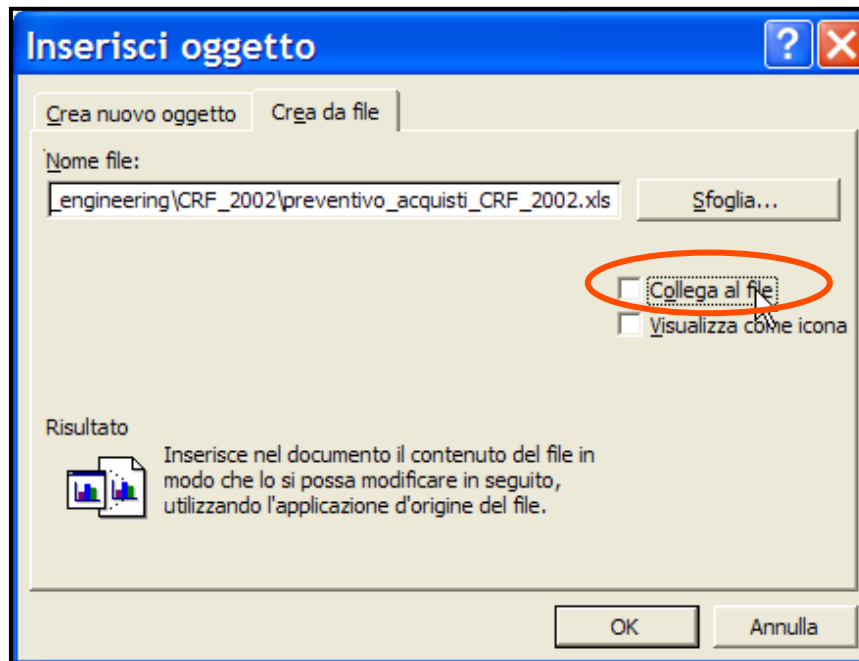 Inserisci oggetto
?
Crea nuovo oggetto
Crea da file
Nome file:
_engineering\CRF_2002\preventivo_acquisti_CRF_2002.xls
Sfoglia...
Collega al file
Visualizza come icona
Risultato
Inserisce nel documento il contenuto del file in
modo che lo si possa modificare in seguito,
utilizzando l'applicazione d'origine del file.
OK
Annulla